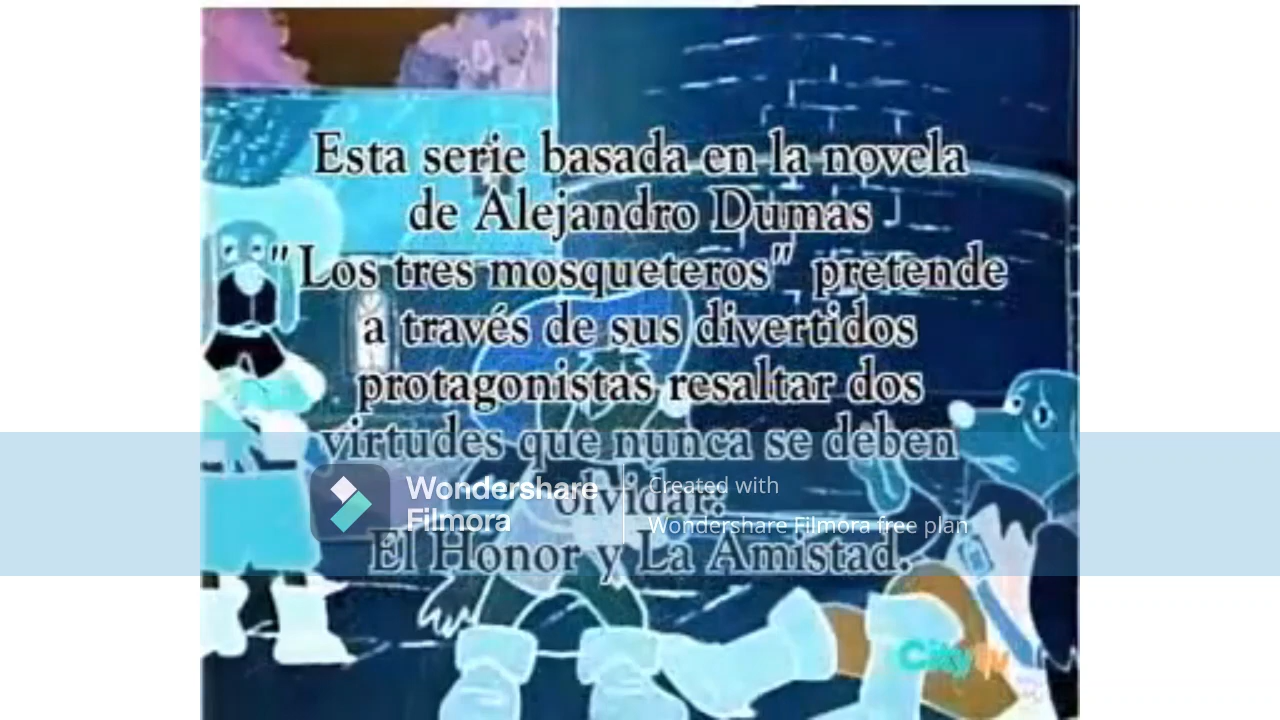 Esta serie basada en la novela
de Alejandro Dumas
"Los tres mosqueteros" pretende
a través de sus divertidos
protagonistas resaltar dos
virtudes que nunca se deben
olvidar:
El Honor y La Amistad.
Wondershare
Filmora
Created with
Wondershare Filmora free plan
Citytv